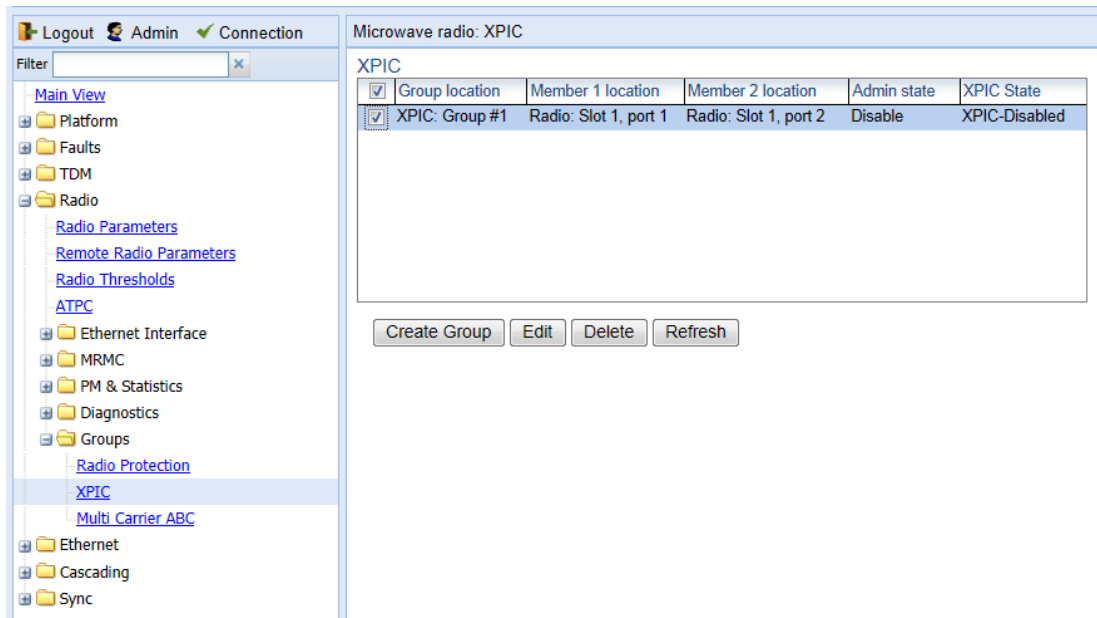 Logout Admin Connection
Filter
Main View
Platform
Faults
TDM
Radio
Radio Parameters
Remote Radio Parameters
Radio Thresholds
ATPC
Ethernet Interface
MRMC
PM & Statistics
Diagnostics
Groups
Radio Protection
XPIC
Multi Carrier ABC
Ethernet
Cascading
Sync
Microwave radio: XPIC
XPIC
Group location Member 1 location Member 2 location Admin state XPIC State
XPIC: Group #1 Radio: Slot 1, port 1 Radio: Slot 1, port 2 Disable XPIC-Disabled
Create Group Edit Delete Refresh